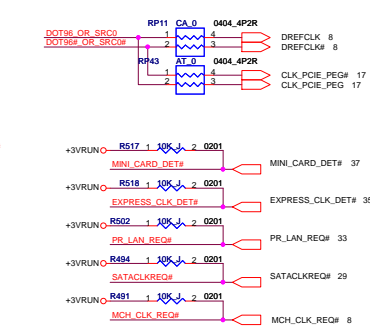 RP11 CA_0 0404_4P2R
DOT96_OR_SRC0 1 4 DREFCLK 8
DOT96#_OR_SRC0# 2 3 DREFCLK# 8
RP43 AT_0 0404_4P2R
1 4 CLK_PCIE_PEG# 17
2 3 CLK_PCIE_PEG 17
+3VRUN R517 1 10K_J 2 0201
MINI_CARD_DET# MINI_CARD_DET# 37
+3VRUN R518 1 10K_J 2 0201
EXPRESS_CLK_DET# EXPRESS_CLK_DET# 35
+3VRUN R502 1 10K_J 2 0201
PR_LAN_REQ# PR_LAN_REQ# 33
+3VRUN R494 1 10K_J 2 0201
SATACLKREQ# SATACLKREQ# 29
+3VRUN R491 1 10K_J 2 0201
MCH_CLK_REQ# MCH_CLK_REQ# 8